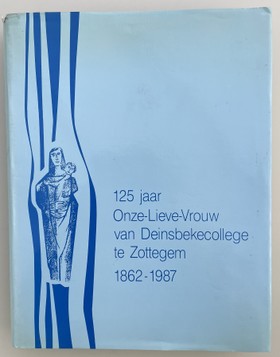 125 jaar
Onze-Lieve-Vrouw
van Deinsbekecollege
te Zottegem
1862-1987